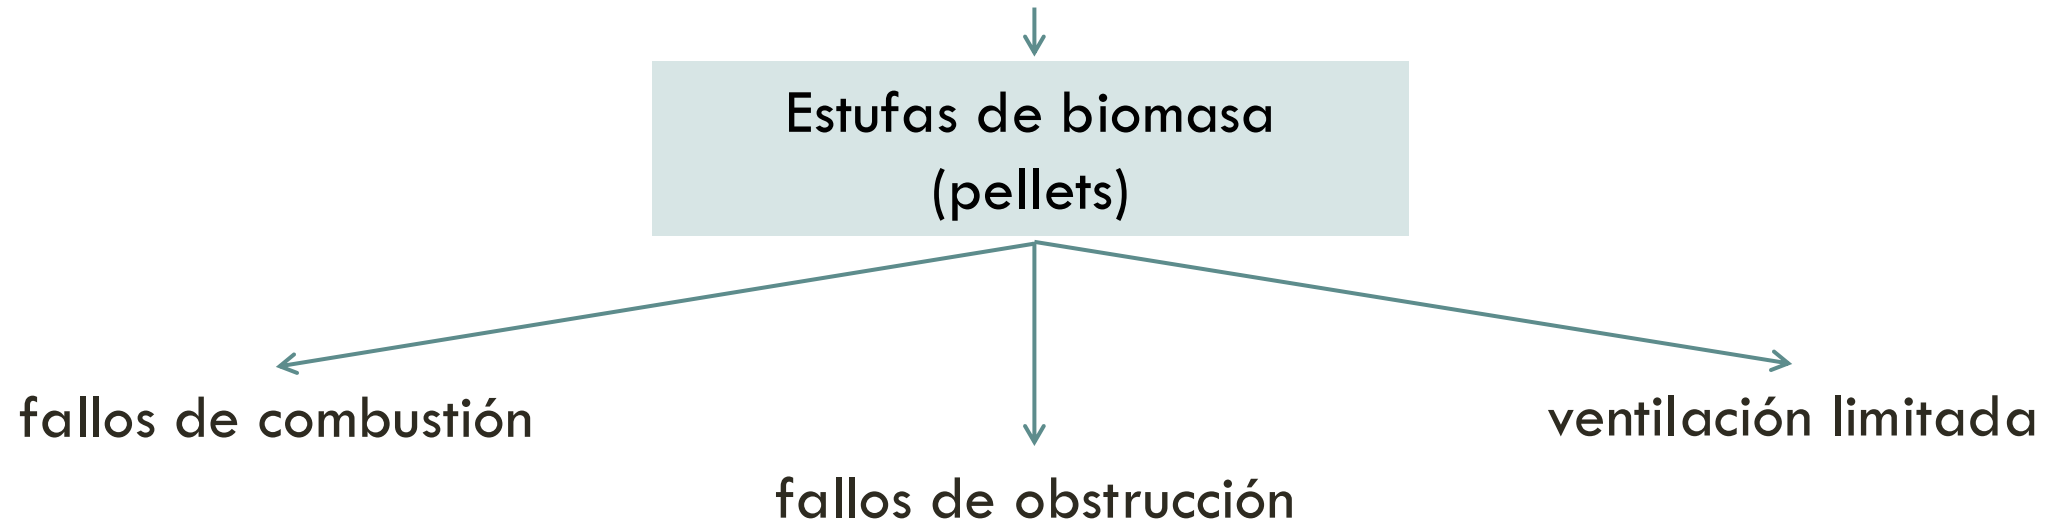 Estufas de biomasa
(pellets)
fallos de combustión
ventilación limitada
fallos de obstrucción